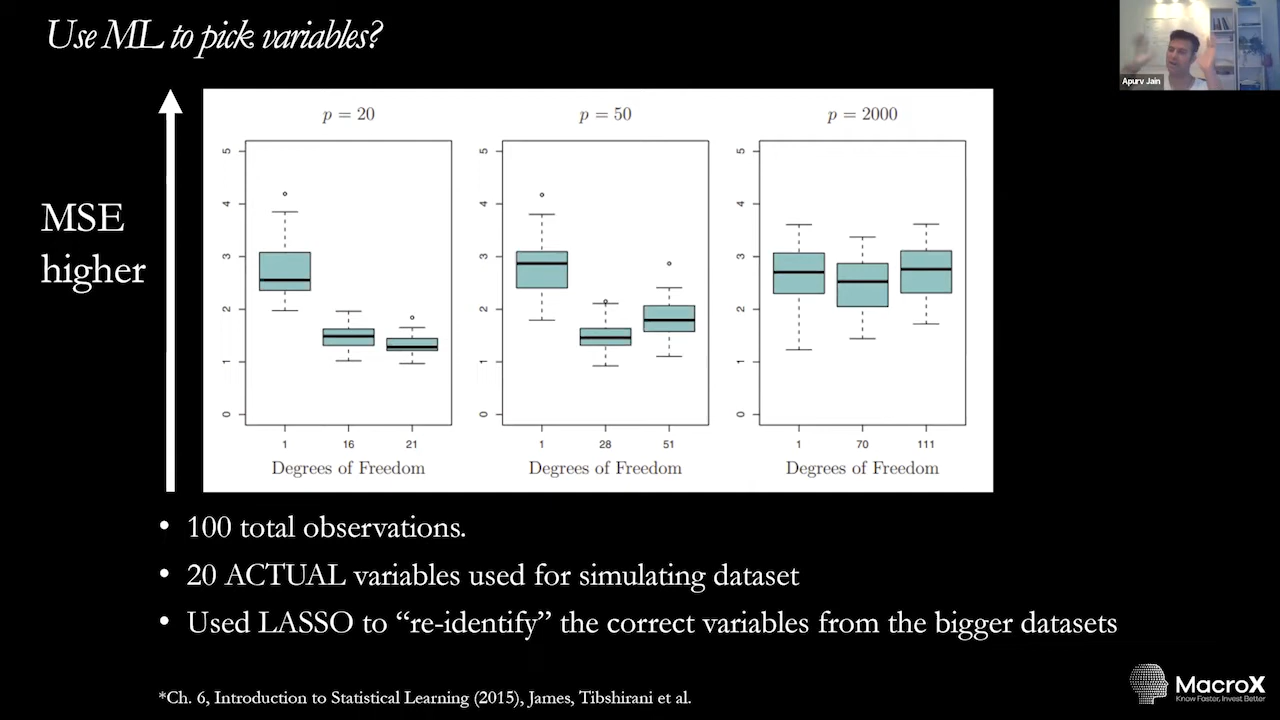 Use ML to pick variables?
Apurv Jain
MSE
higher
p = 20
5
4
3
2
1
0
1 16 21
Degrees of Freedom
p = 50
5
4
3
2
1
0
1 28 51
Degrees of Freedom
p = 2000
5
4
3
2
1
0
1 70 111
Degrees of Freedom
• 100 total observations.
• 20 ACTUAL variables used for simulating dataset
• Used LASSO to “re-identify” the correct variables from the bigger datasets
*Ch. 6, Introduction to Statistical Learning (2015), James, Tibshirani et al.
MacroX
Know Faster, Invest Better